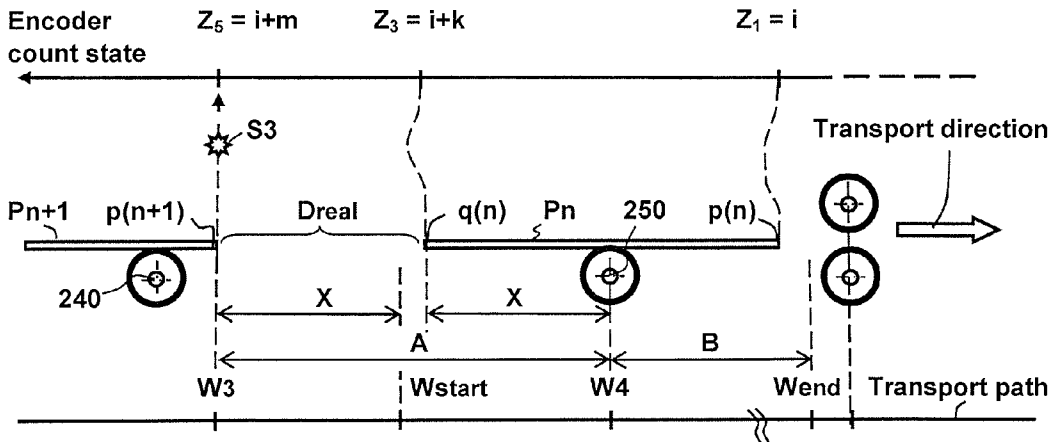 Encoder
count state
Z5 = i+m
Z3 = i+k
Z1 = i
S3
Transport direction
Pn+1
p(n+1)
Dreal
q(n)
Pn
250
p(n)
240
X
X
A
B
W3
Wstart
W4
Wend
Transport path